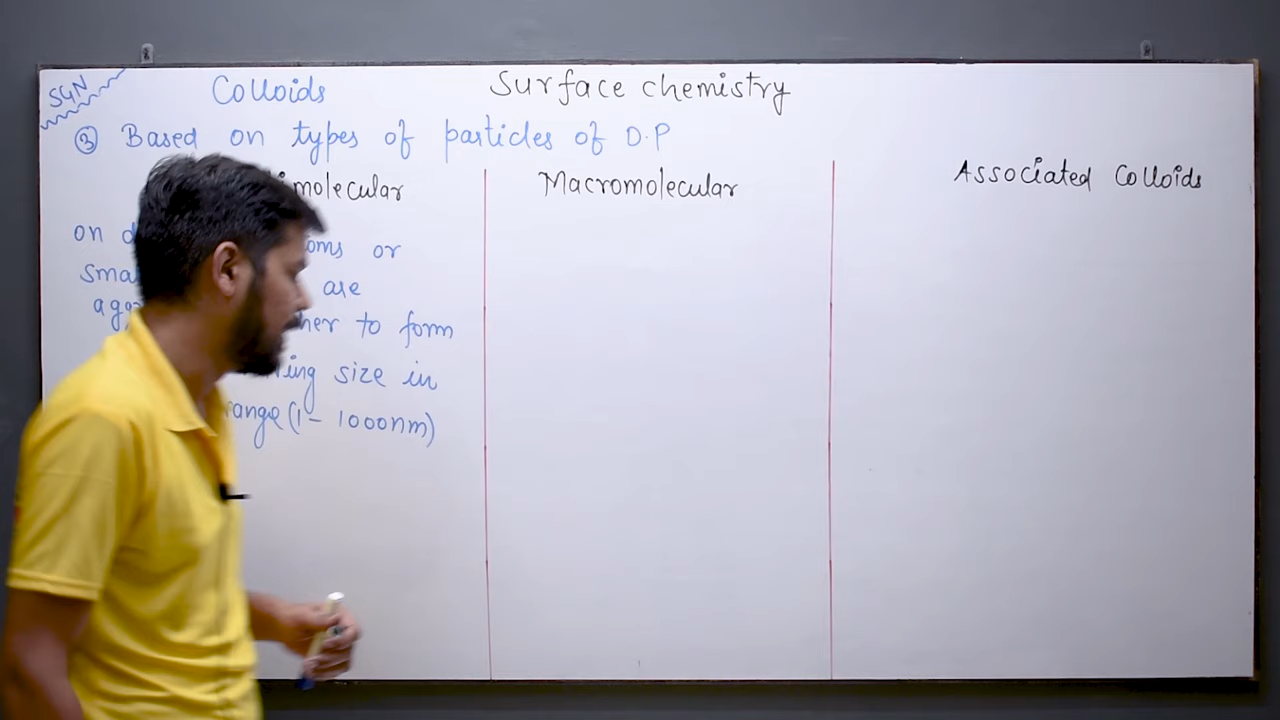 SGN
Colloids
Surface chemistry
③ Based on types of particles of D.P
Macromolecular
Associated Colloids
on or
are
to form
size in
range (1- 1000nm)